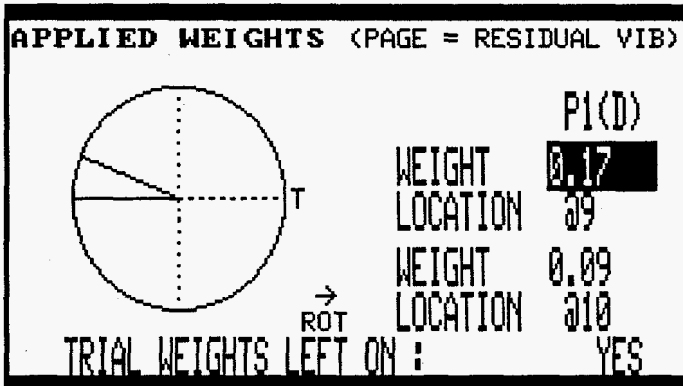 APPLIED WEIGHTS (PAGE = RESIDUAL VIB)
P1(D)
WEIGHT 0.17
LOCATION @9
T
WEIGHT 0.09
LOCATION @10
→
ROT
TRIAL WEIGHTS LEFT ON : YES